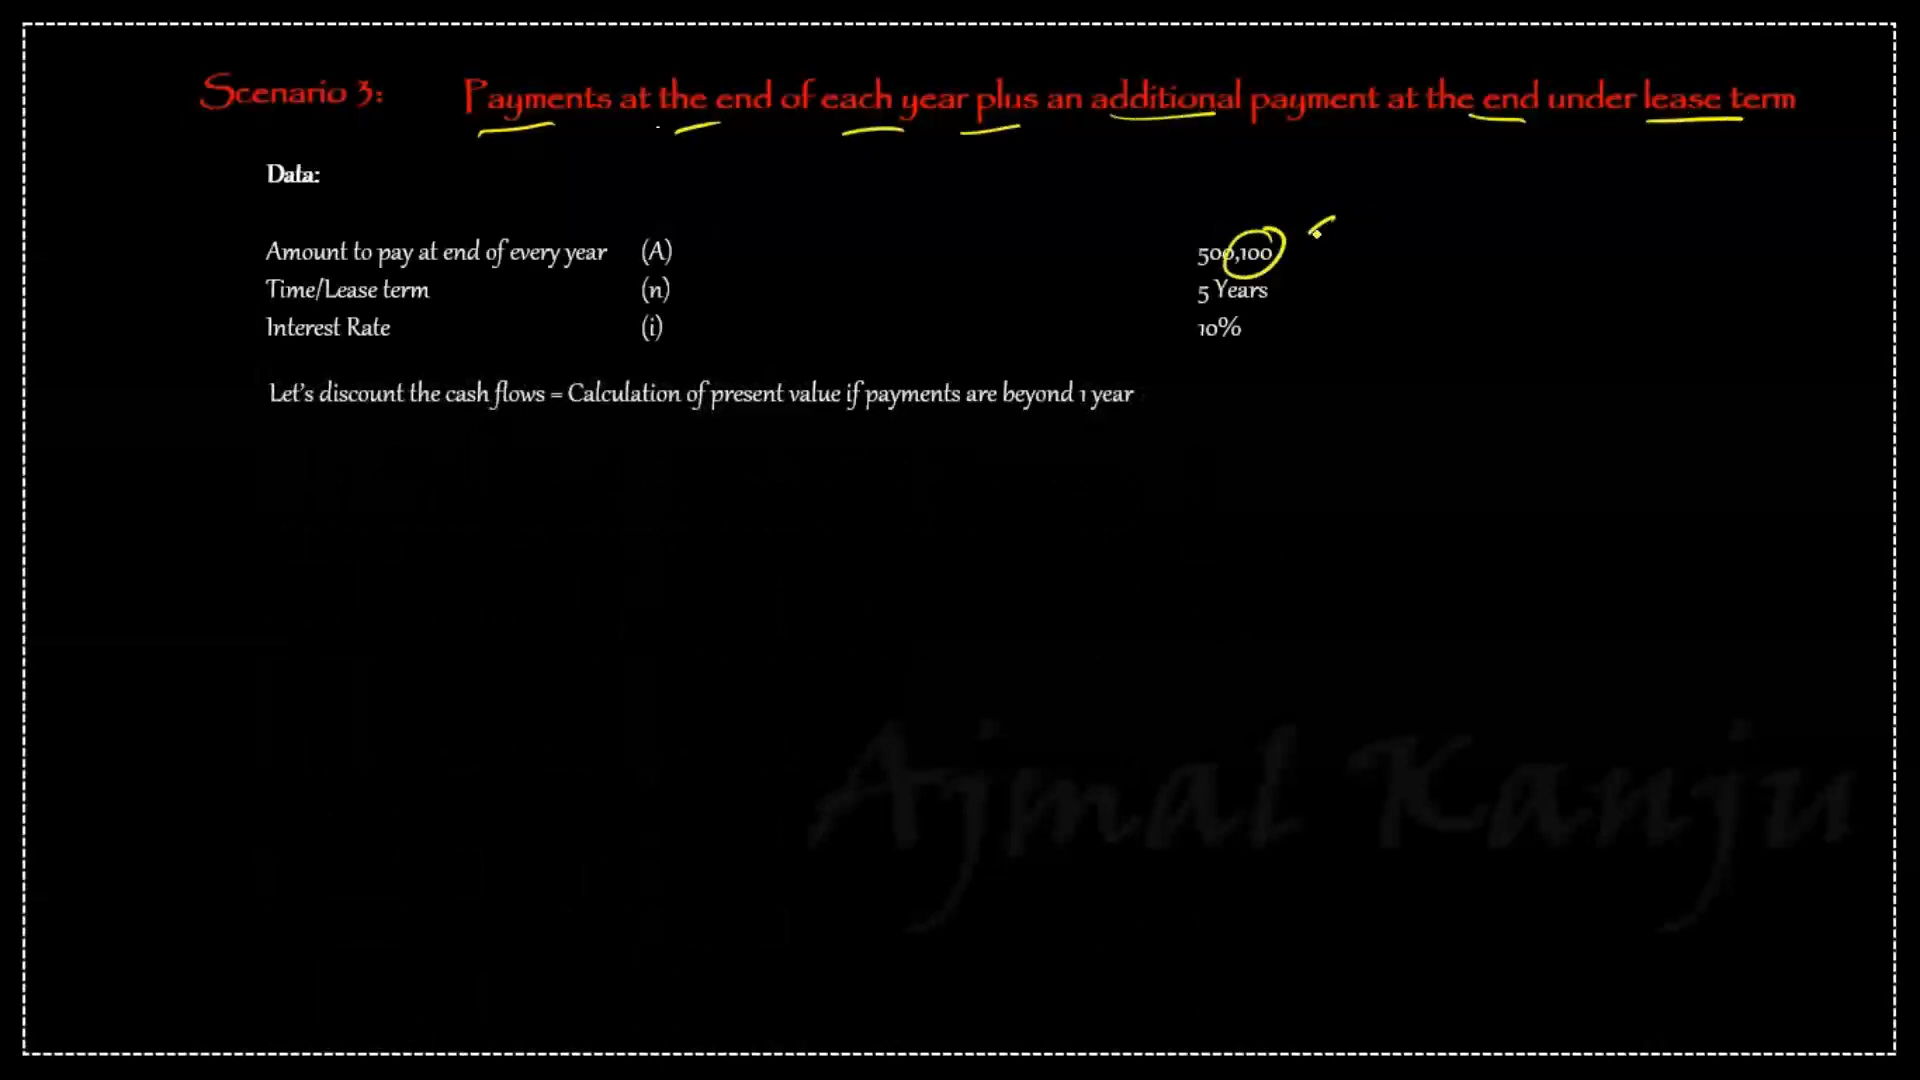 Scenario 3: Payments at the end of each year plus an additional payment at the end under lease term
Data:
Amount to pay at end of every year (A) 500,100
Time/Lease term (n) 5 Years
Interest Rate (i) 10%
Let's discount the cash flows = Calculation of present value if payments are beyond 1 year
Ajmal Kanju